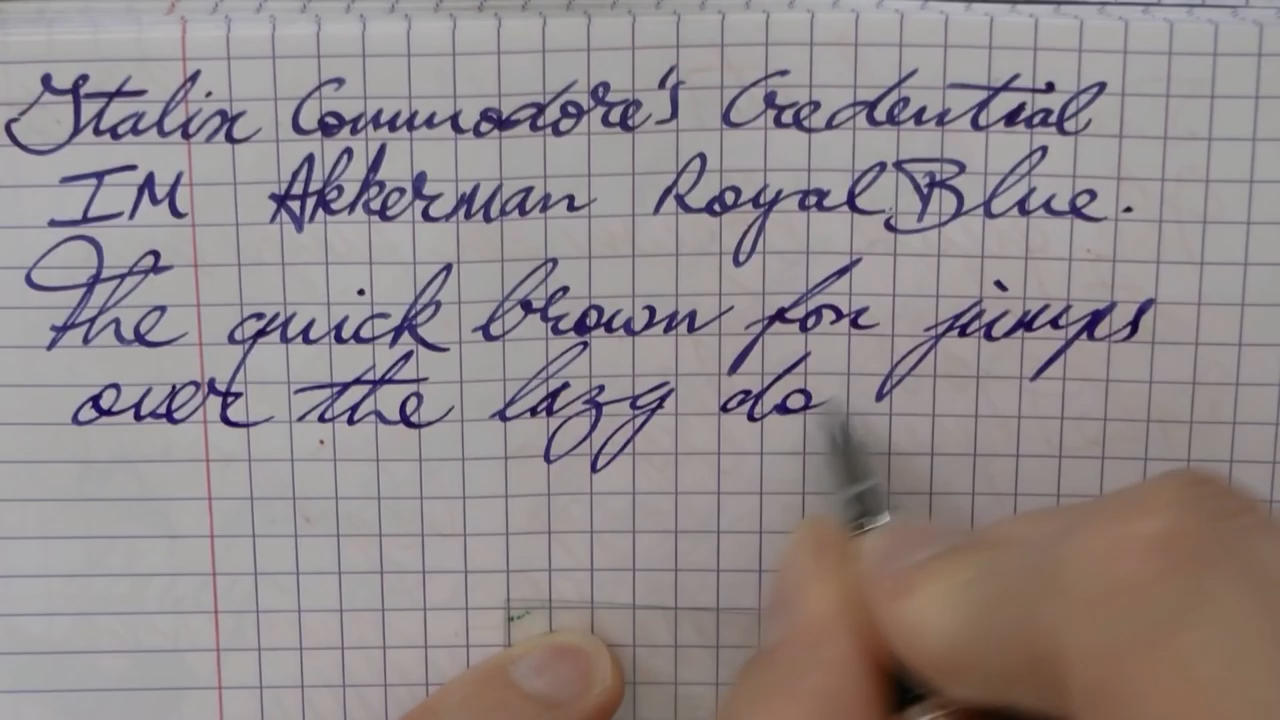 Italix Commodore's Credential
IM Akkerman Royal Blue.
The quick brown fox jumps
over the lazy do